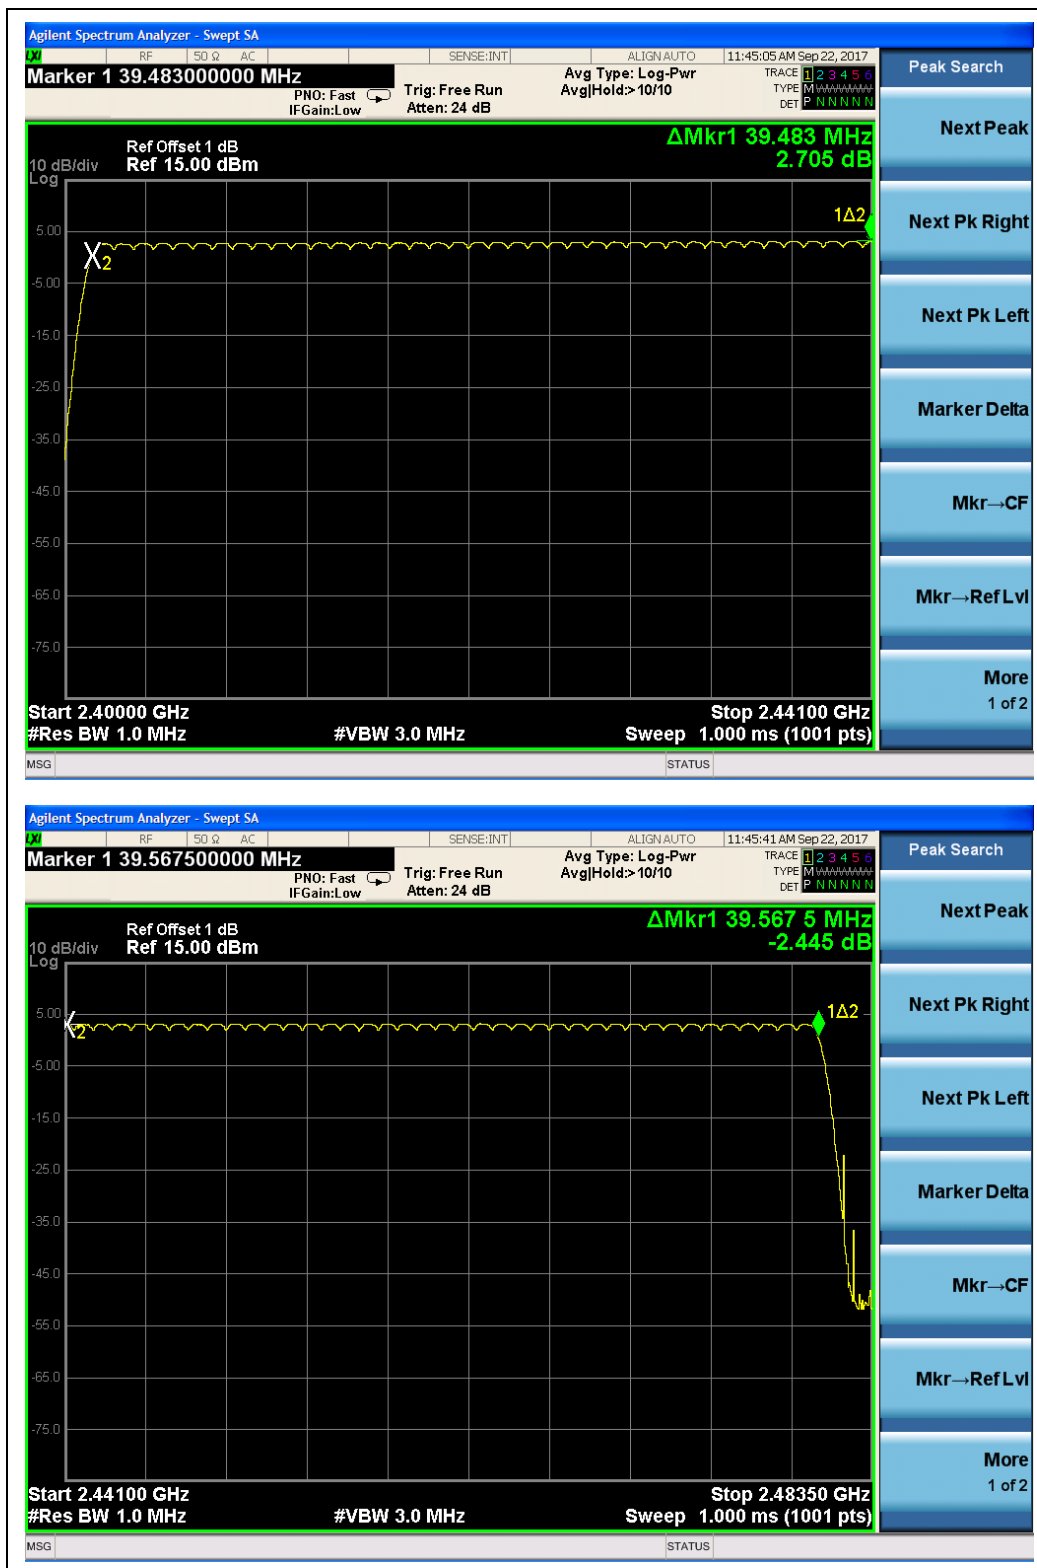 Agilent Spectrum Analyzer - Swept SA
LXI RF 50 Ω AC SENSE:INT ALIGNAUTO 11:45:05 AM Sep 22, 2017
Marker 1 39.483000000 MHz
PNO: Fast
IFGain:Low
Trig: Free Run
Atten: 24 dB
Avg Type: Log-Pwr
Avg|Hold:>10/10
TRACE 1 2 3 4 5 6
TYPE M
DET P N N N N N
Peak Search
ΔMkr1 39.483 MHz
2.705 dB
Ref Offset 1 dB
10 dB/div Ref 15.00 dBm
Log
1Δ2
2
5.00
-5.00
-15.0
-25.0
-35.0
-45.0
-55.0
-65.0
-75.0
Start 2.40000 GHz Stop 2.44100 GHz
#Res BW 1.0 MHz #VBW 3.0 MHz Sweep 1.000 ms (1001 pts)
MSG STATUS
Next Peak
Next Pk Right
Next Pk Left
Marker Delta
Mkr→CF
Mkr→Ref Lvl
More
1 of 2
Agilent Spectrum Analyzer - Swept SA
LXI RF 50 Ω AC SENSE:INT ALIGNAUTO 11:45:41 AM Sep 22, 2017
Marker 1 39.567500000 MHz
PNO: Fast
IFGain:Low
Trig: Free Run
Atten: 24 dB
Avg Type: Log-Pwr
Avg|Hold:>10/10
TRACE 1 2 3 4 5 6
TYPE M
DET P N N N N N
Peak Search
ΔMkr1 39.567 5 MHz
-2.445 dB
Ref Offset 1 dB
10 dB/div Ref 15.00 dBm
Log
1Δ2
2
5.00
-5.00
-15.0
-25.0
-35.0
-45.0
-55.0
-65.0
-75.0
Start 2.44100 GHz Stop 2.48350 GHz
#Res BW 1.0 MHz #VBW 3.0 MHz Sweep 1.000 ms (1001 pts)
MSG STATUS
Next Peak
Next Pk Right
Next Pk Left
Marker Delta
Mkr→CF
Mkr→Ref Lvl
More
1 of 2